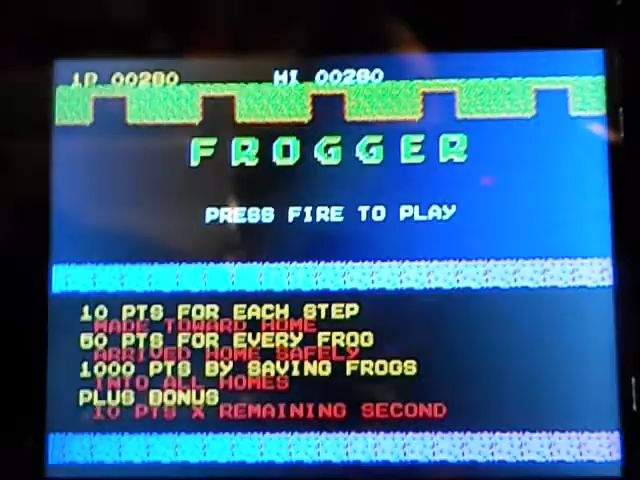 1P 00280 HI 00280
FROGGER
PRESS FIRE TO PLAY
10 PTS FOR EACH STEP
MADE TOWARD HOME
50 PTS FOR EVERY FROG
ARRIVED HOME SAFELY
1000 PTS BY SAVING FROGS
INTO ALL HOMES
PLUS BONUS
10 PTS X REMAINING SECOND